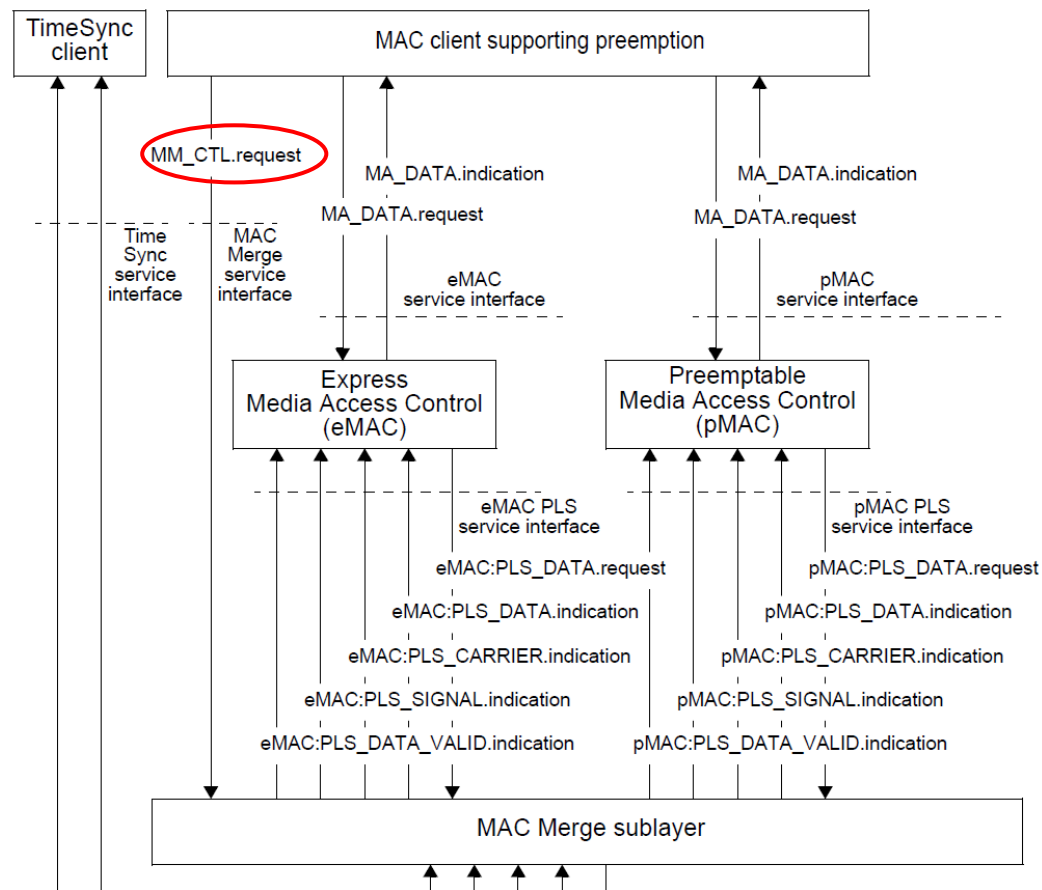 TimeSync
client
MAC client supporting preemption
MM_CTL.request
MA_DATA.indication
MA_DATA.request
MA_DATA.indication
MA_DATA.request
Time
Sync
service
interface
MAC
Merge
service
interface
eMAC
service interface
pMAC
service interface
Express
Media Access Control
(eMAC)
Preemptable
Media Access Control
(pMAC)
eMAC PLS
service interface
pMAC PLS
service interface
eMAC:PLS_DATA.request
eMAC:PLS_DATA.indication
eMAC:PLS_CARRIER.indication
eMAC:PLS_SIGNAL.indication
eMAC:PLS_DATA_VALID.indication
pMAC:PLS_DATA.request
pMAC:PLS_DATA.indication
pMAC:PLS_CARRIER.indication
pMAC:PLS_SIGNAL.indication
pMAC:PLS_DATA_VALID.indication
MAC Merge sublayer